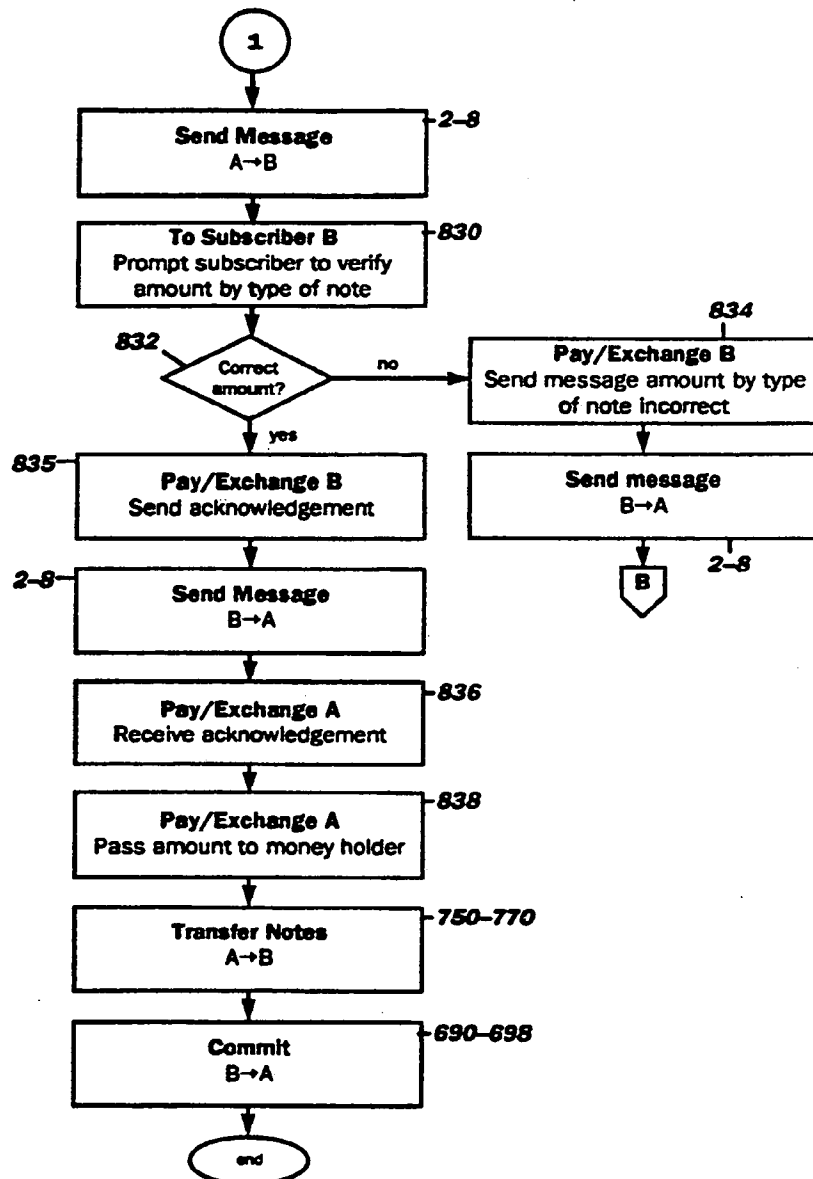 1
Send Message
A→B
2-8
To Subscriber B
Prompt subscriber to verify
amount by type of note
830
832
Correct
amount?
no
yes
834
Pay/Exchange B
Send message amount by type
of note incorrect
Send message
B→A
2-8
B
835
Pay/Exchange B
Send acknowledgement
2-8
Send Message
B→A
Pay/Exchange A
Receive acknowledgement
836
Pay/Exchange A
Pass amount to money holder
838
Transfer Notes
A→B
750-770
Commit
B→A
690-698
end